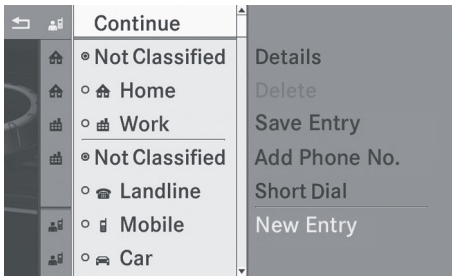 Continue
Not Classified
Home
Work
Not Classified
Landline
Mobile
Car
Details
Delete
Save Entry
Add Phone No.
Short Dial
New Entry